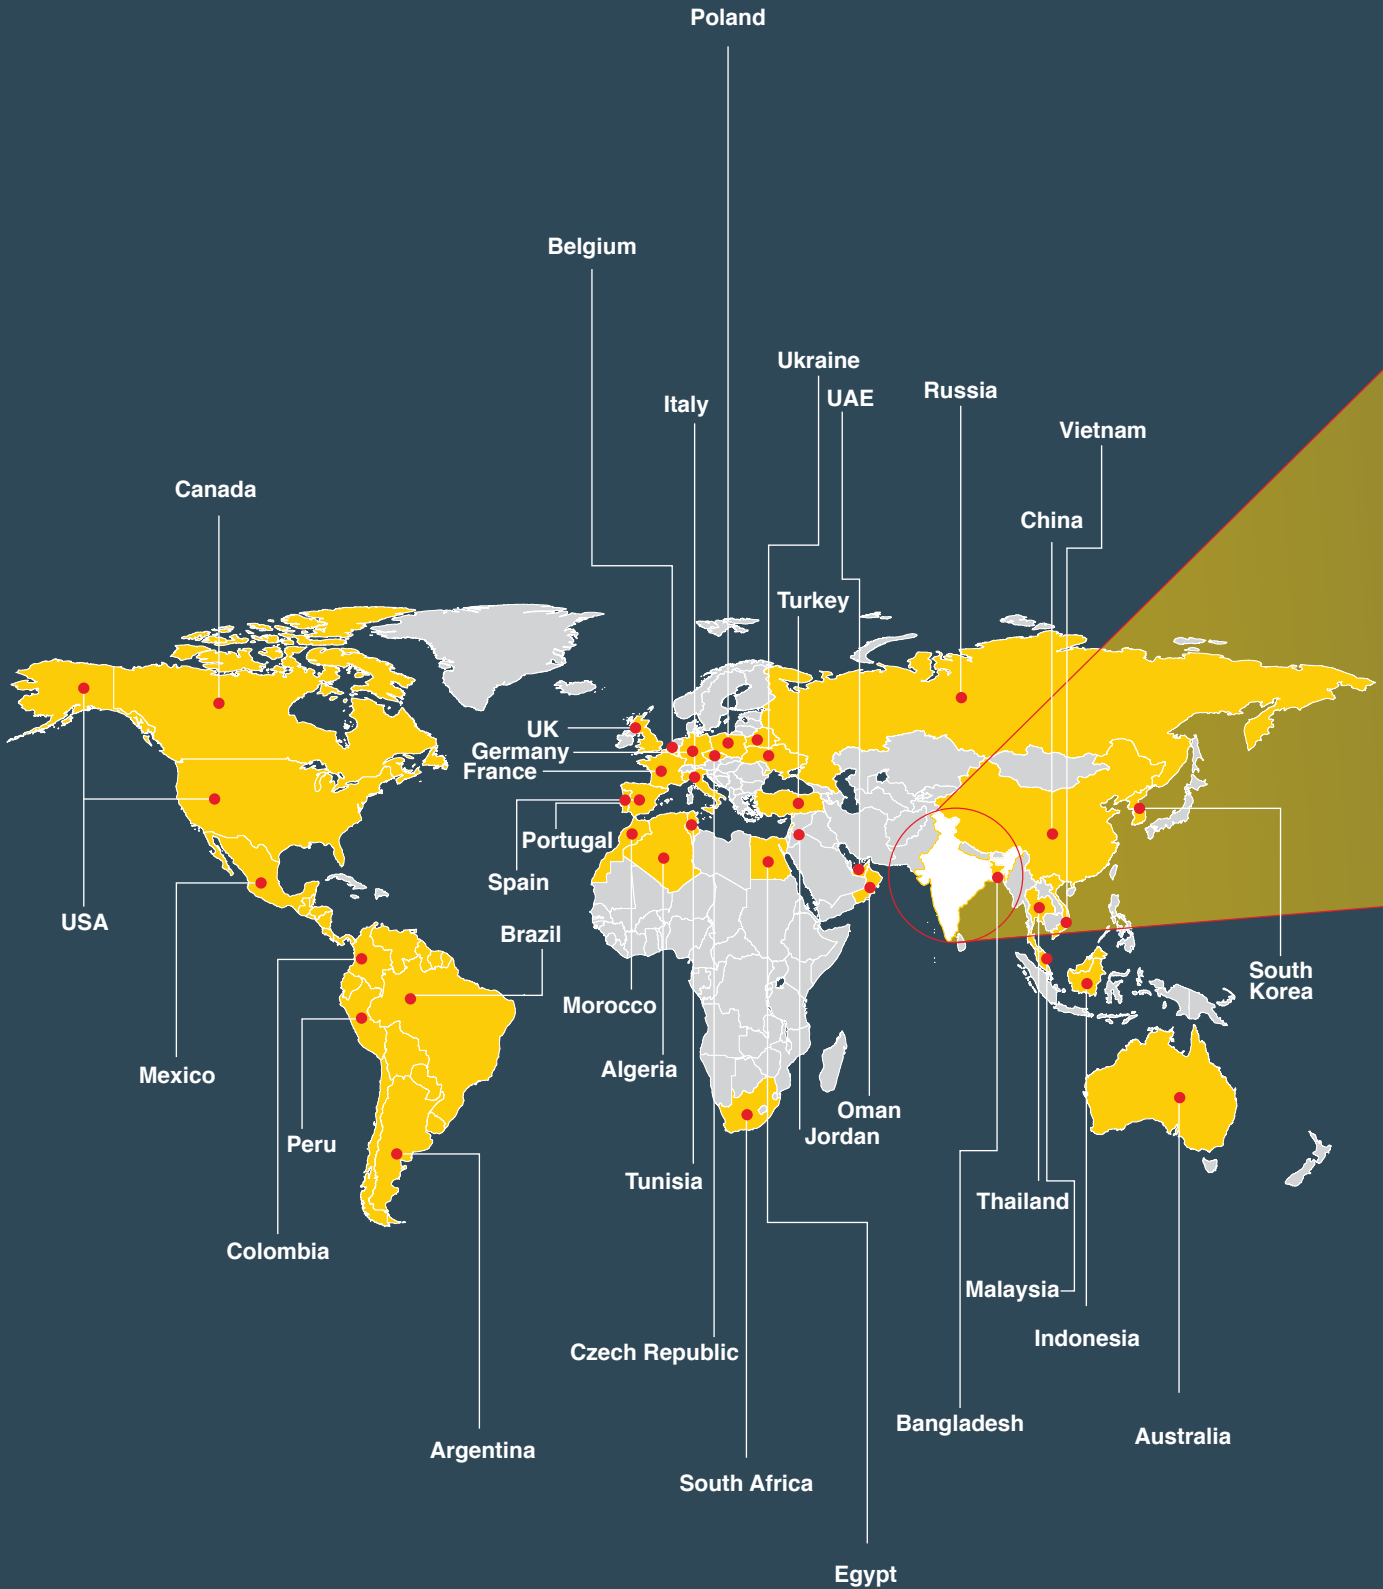 Poland
Belgium
Ukraine
Russia
UAE
Italy
Vietnam
Canada
China
Turkey
UK
Germany
France
Portugal
Spain
USA
Brazil
South
Korea
Morocco
Algeria
Mexico
Oman
Jordan
Peru
Tunisia
Thailand
Colombia
Malaysia
Indonesia
Czech Republic
Bangladesh
Australia
Argentina
South Africa
Egypt